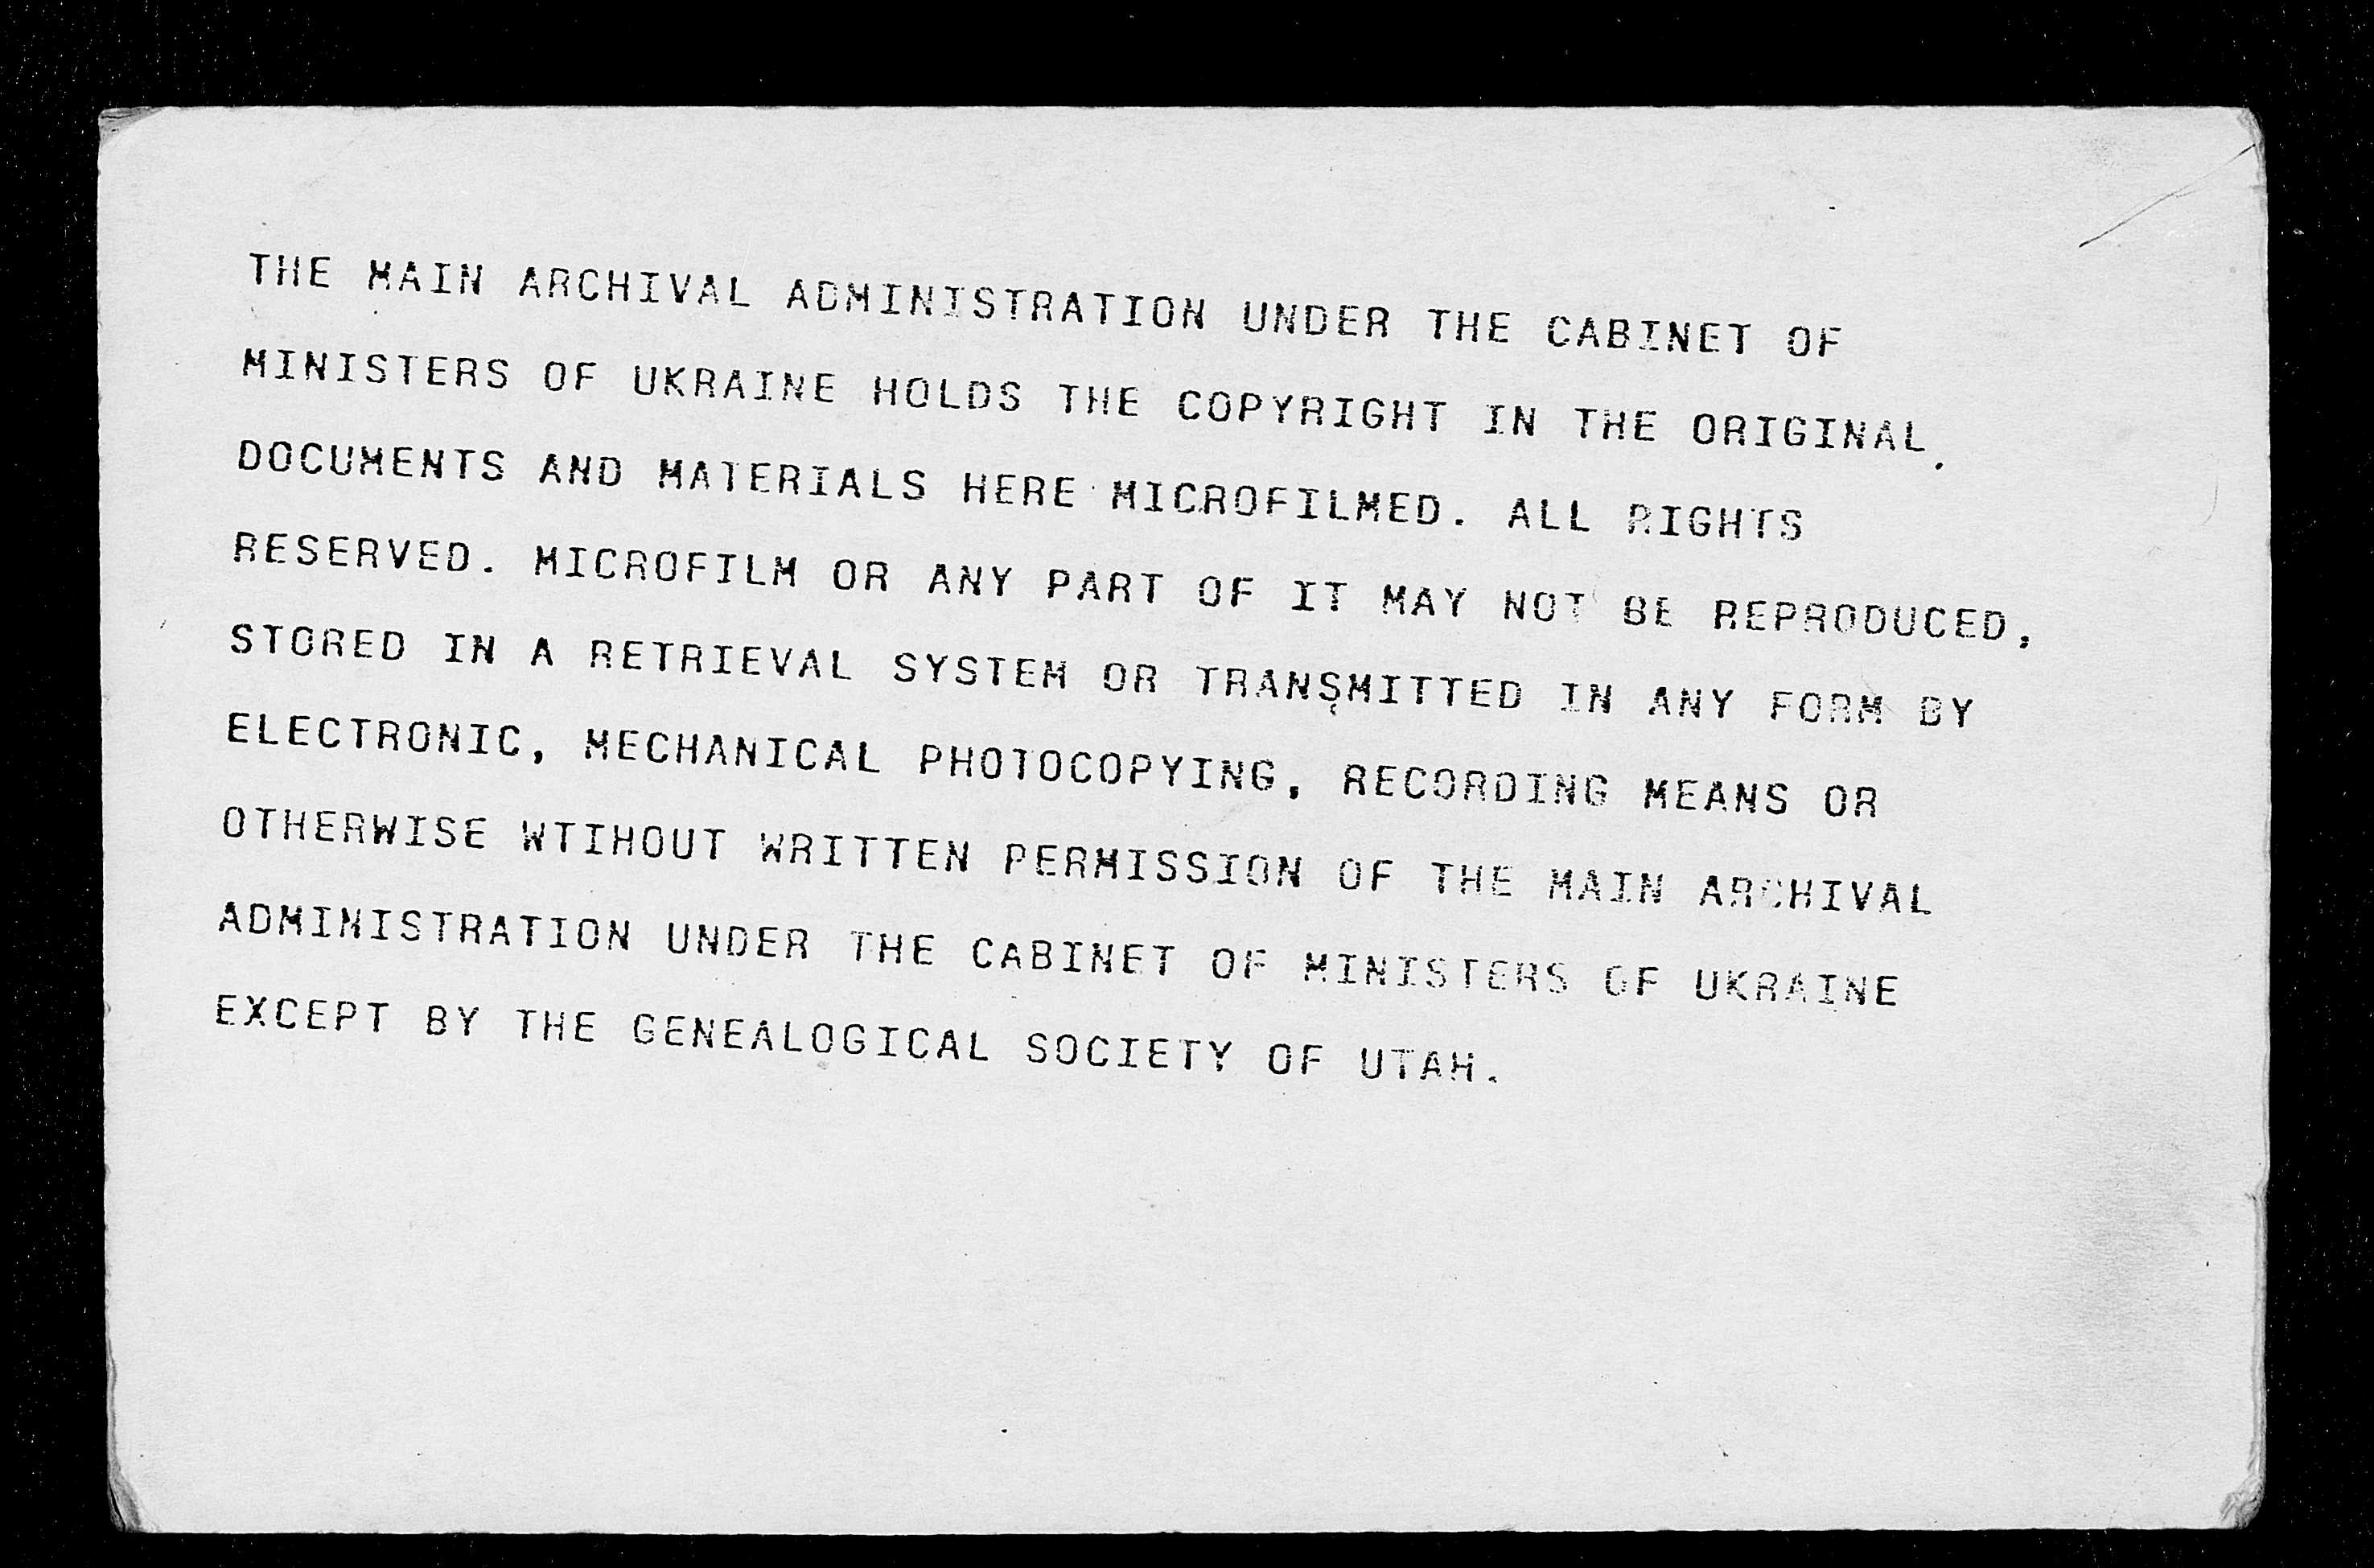 THE MAIN ARCHIVAL ADMINISTRATION UNDER THE CABINET OF
MINISTERS OF UKRAINE HOLDS THE COPYRIGHT IN THE ORIGINAL.
DOCUMENTS AND MATERIALS HERE MICROFILMED. ALL RIGHTS
RESERVED. MICROFILM OR ANY PART OF IT MAY NOT BE REPRODUCED,
STORED IN A RETRIEVAL SYSTEM OR TRANSMITTED IN ANY FORM BY
ELECTRONIC, MECHANICAL PHOTOCOPYING, RECORDING MEANS OR
OTHERWISE WTIHOUT WRITTEN PERMISSION OF THE MAIN ARCHIVAL
ADMINISTRATION UNDER THE CABINET OF MINISTERS OF UKRAINE
EXCEPT BY THE GENEALOGICAL SOCIETY OF UTAH.